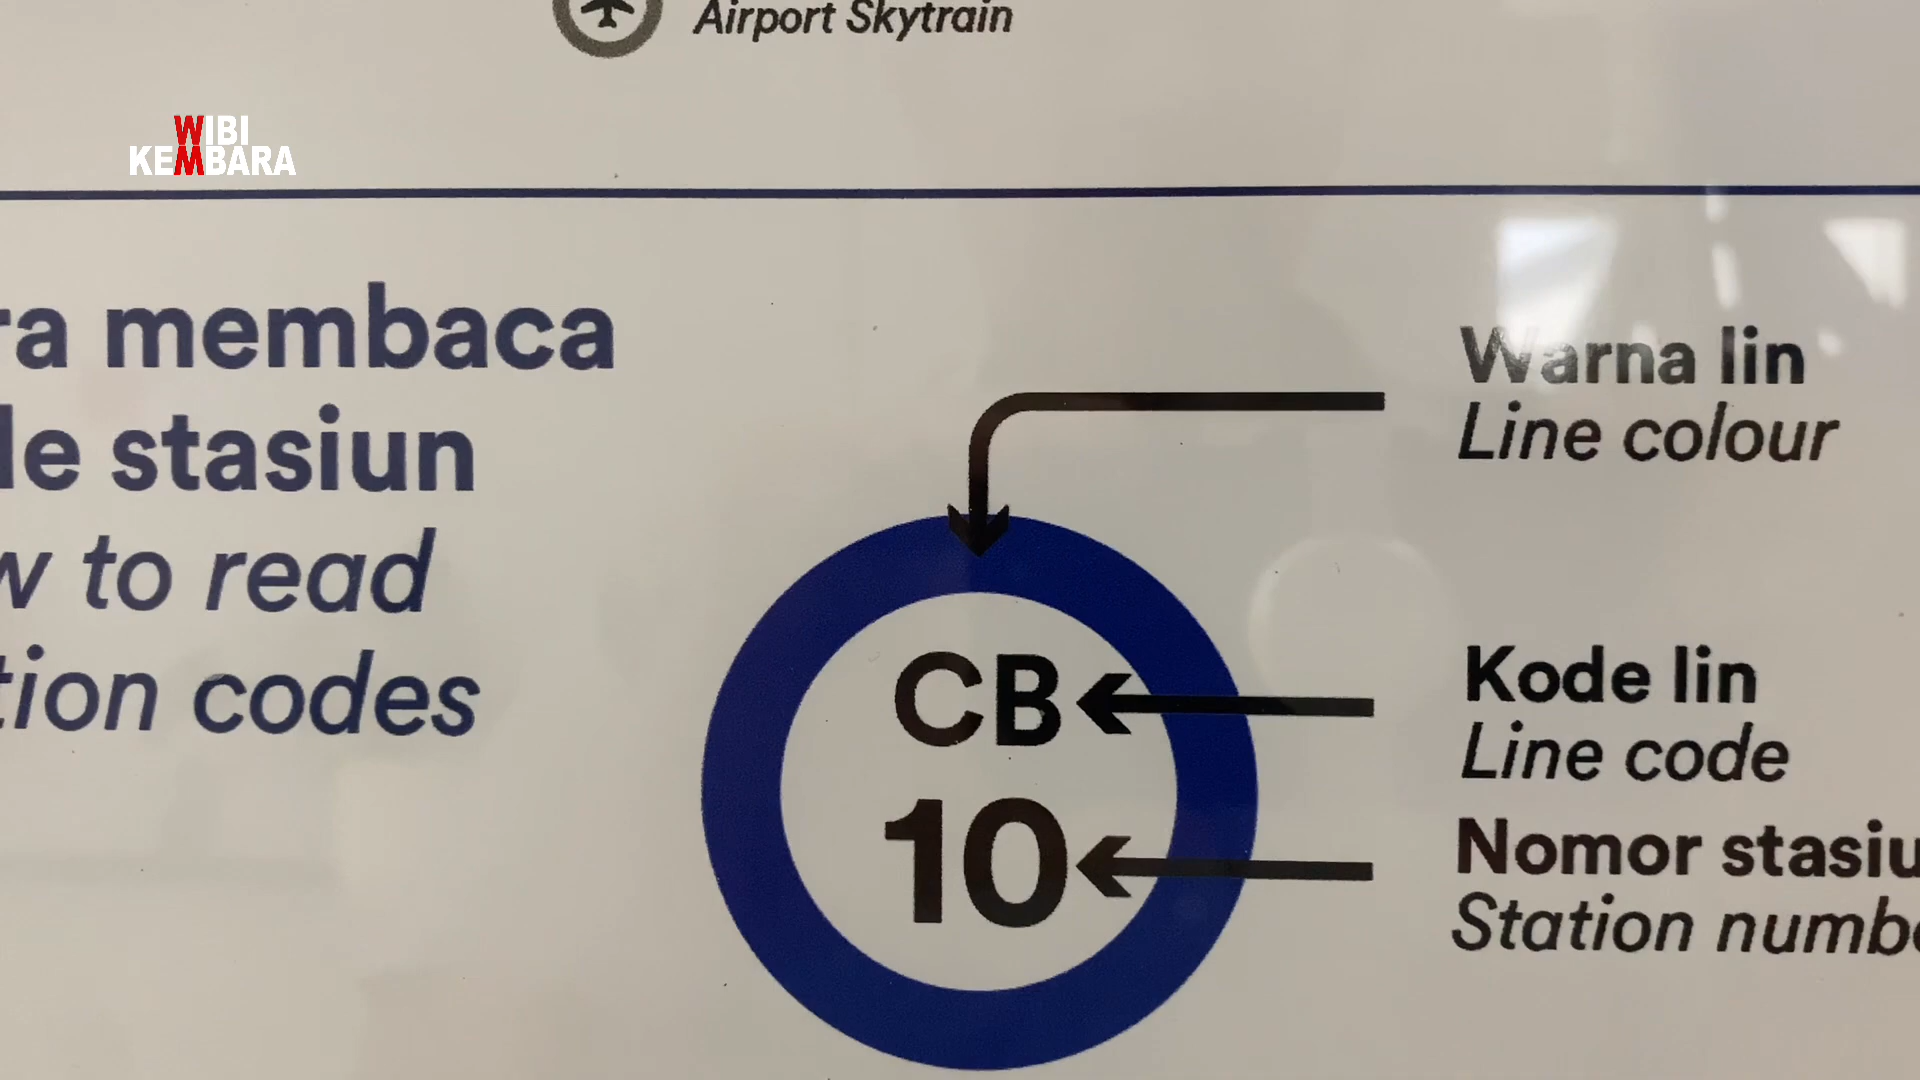 Airport Skytrain
WIBI
KEMBARA
ra membaca
le stasiun
w to read
tion codes
Warna lin
Line colour
CB
Kode lin
Line code
10
Nomor stasiu
Station numbe